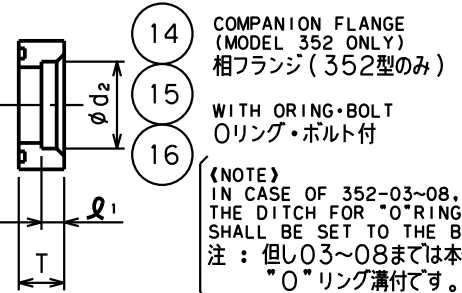 14
COMPANION FLANGE
(MODEL 352 ONLY)
相フランジ(352型のみ)
15
WITH ORING・BOLT
Oリング・ボルト付
16
φd₂
ℓ₁
T
《NOTE》
IN CASE OF 352-03~08,
THE DITCH FOR "O"RING
SHALL BE SET TO THE B
注 : 但し03~08までは本
"O"リング溝付です。